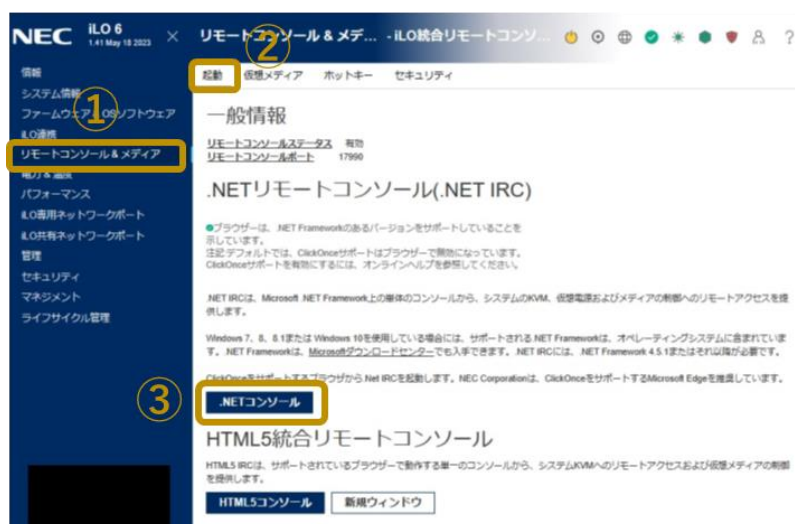 NEC iLO 6
1.41 May 18 2023
×
リモートコンソール & メデ... - iLO統合リモートコンソ...
?
情報
システム情報
ファームウェア OSソフトウェア
iLO連携
リモートコンソール & メディア
電力 & 温度
パフォーマンス
iLO専用ネットワークポート
iLO共有ネットワークポート
管理
セキュリティ
マネジメント
ライフサイクル管理
①
②
起動 仮想メディア ホットキー セキュリティ
一般情報
リモートコンソールステータス 有効
リモートコンソールポート 17990
.NETリモートコンソール(.NET IRC)
ブラウザーは、.NET Frameworkのあるバージョンをサポートしていることを
示しています。
注記:デフォルトでは、ClickOnceサポートはブラウザーで無効になっています。
ClickOnceサポートを有効にするには、オンラインヘルプを参照してください。
.NET IRCは、Microsoft .NET Framework上の単体のコンソールから、システムのKVM、仮想電源およびメディアの制御へのリモートアクセスを提
供します。
Windows 7、8、8.1または Windows 10を使用している場合には、サポートされる.NET Frameworkは、オペレーティングシステムに含まれていま
す。.NET Frameworkは、Microsoftダウンロードセンターでも入手できます。.NET IRCには、.NET Framework 4.5.1またはそれ以降が必要です。
ClickOnceをサポートするブラウザから.Net IRCを起動します。NEC Corporationは、ClickOnceをサポートするMicrosoft Edgeを推奨しています。
③
.NETコンソール
HTML5統合リモートコンソール
HTML5 IRCは、サポートされているブラウザーで動作する単一のコンソールから、システムKVMへのリモートアクセスおよび仮想メディアの制御
を提供します。
HTML5コンソール 新規ウィンドウ